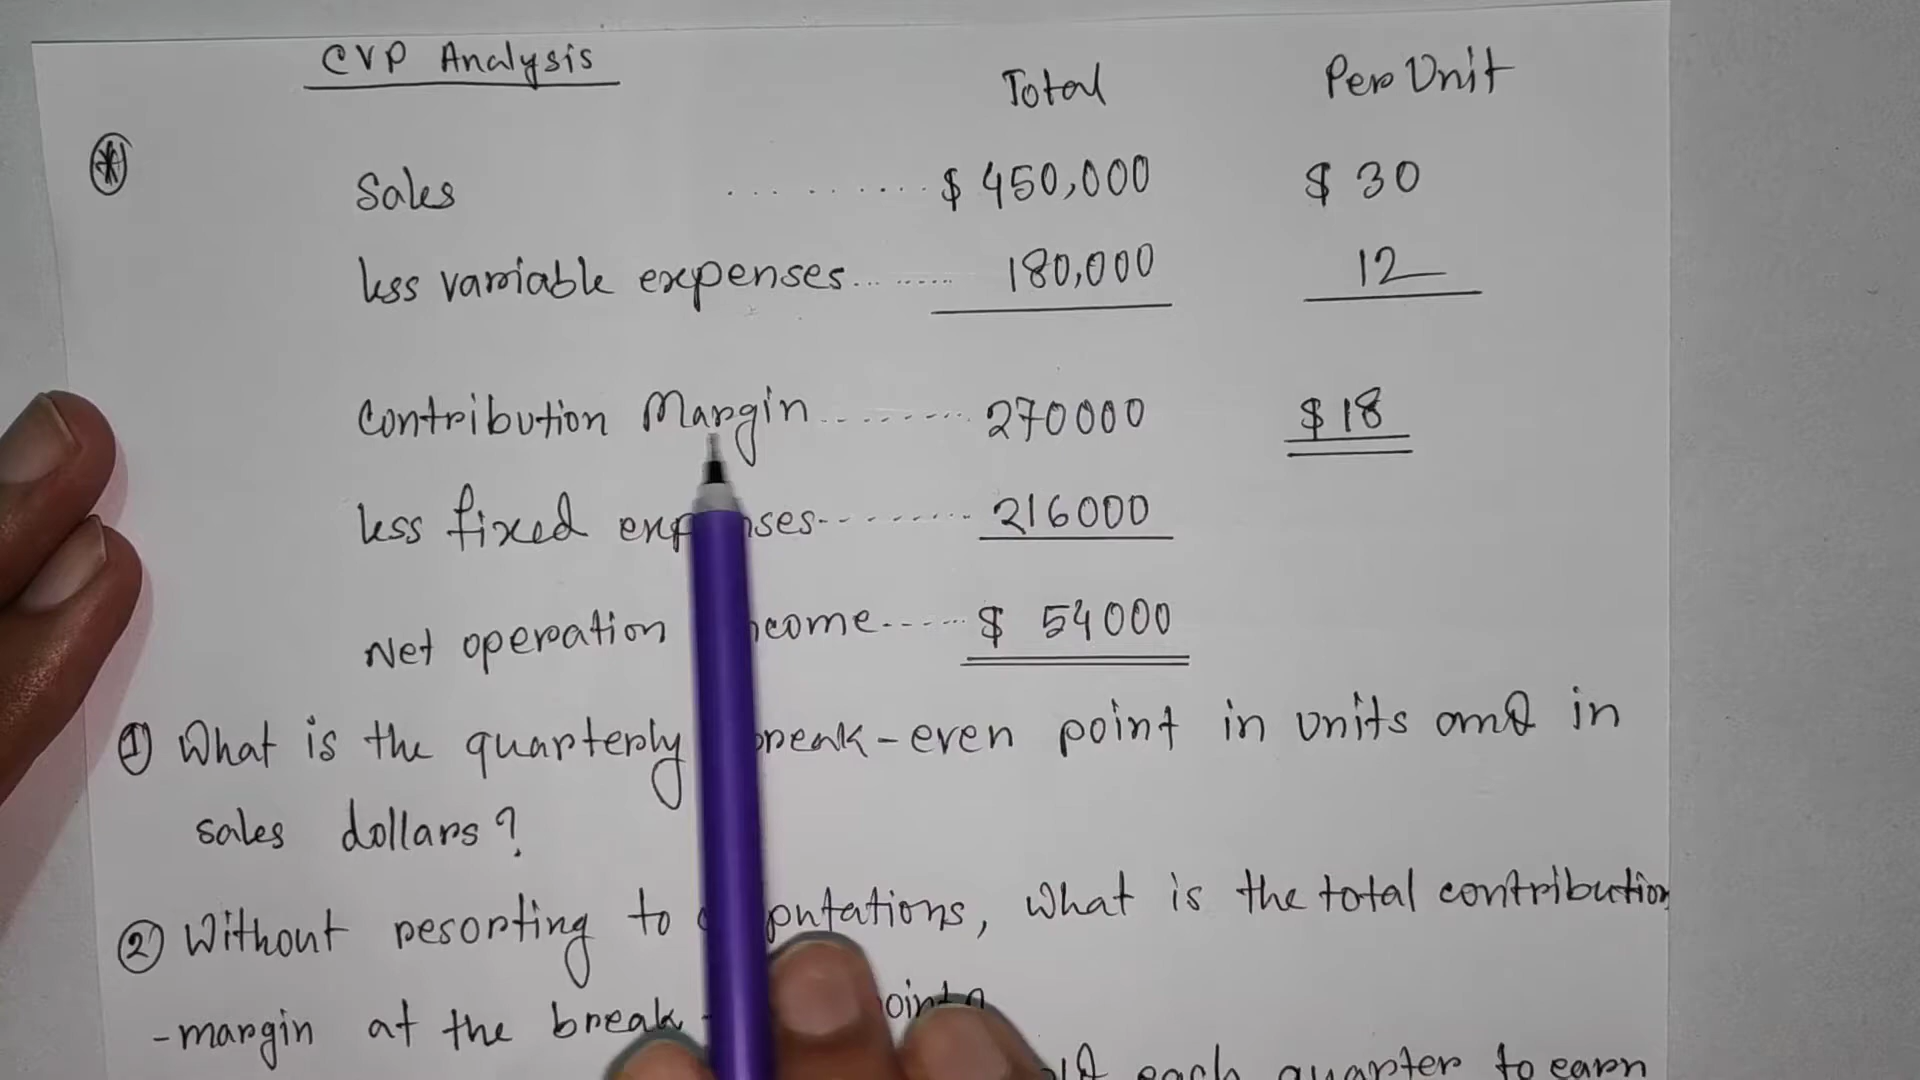 CVP Analysis
Total Per Unit
Sales .......... $ 450,000 $ 30
less variable expenses......... 180,000 12
Contribution Margin......... 270000 $ 18
less fixed -------- 216000
Net operation ------ $ 54000
① What is the quarterly -even point in units and in
sales dollars?
② Without resorting to , What is the total contribution
-margin at the break
each quarter to earn